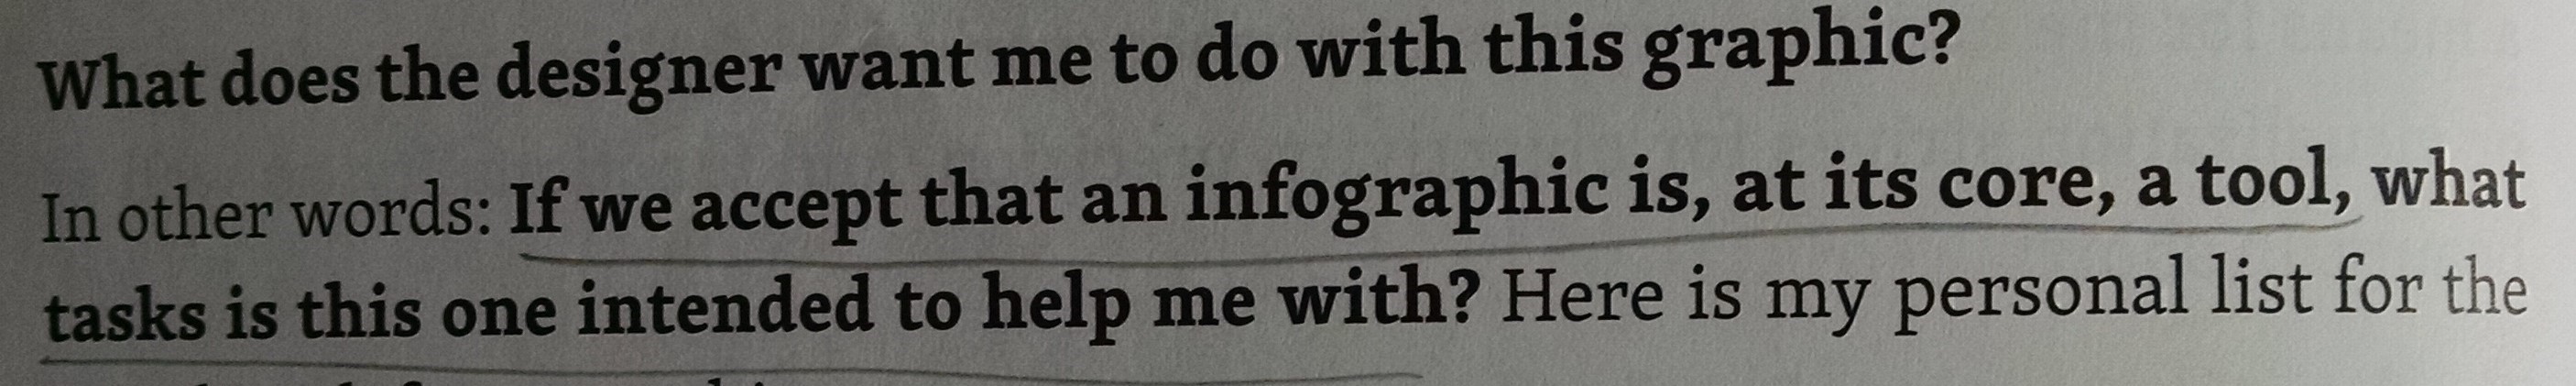 What does the designer want me to do with this graphic?
In other words: If we accept that an infographic is, at its core, a tool, what
tasks is this one intended to help me with? Here is my personal list for the